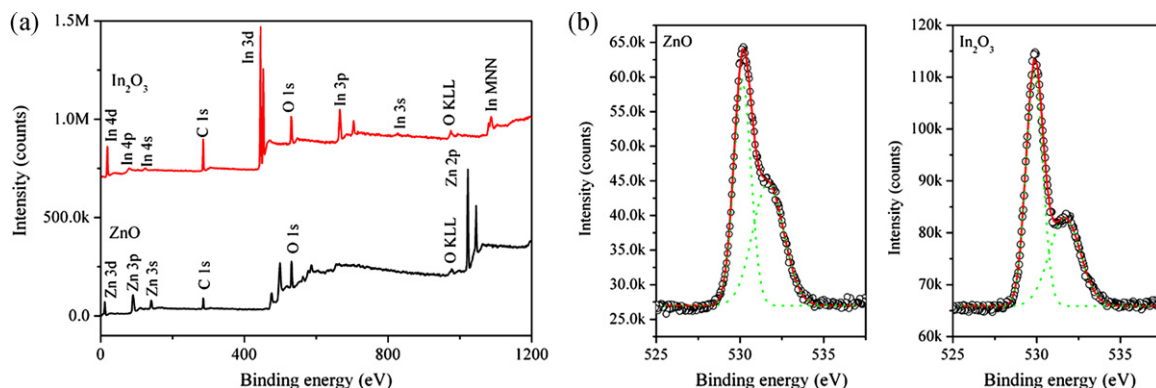 (a)
1.5M
1.0M
500.0k
0.0
Intensity (counts)
In₂O₃
In 4d
In 4p
In 4s
C 1s
In 3d
O 1s
In 3p
In 3s
O KLL
In MNN
ZnO
Zn 3d
Zn 3p
Zn 3s
C 1s
O 1s
O KLL
Zn 2p
0 400 800 1200
Binding energy (eV)
(b)
ZnO
65.0k
60.0k
55.0k
50.0k
45.0k
40.0k
35.0k
30.0k
25.0k
Intensity (counts)
525 530 535
Binding energy (eV)
In₂O₃
120k
110k
100k
90k
80k
70k
60k
Intensity (counts)
525 530 535
Binding energy (eV)